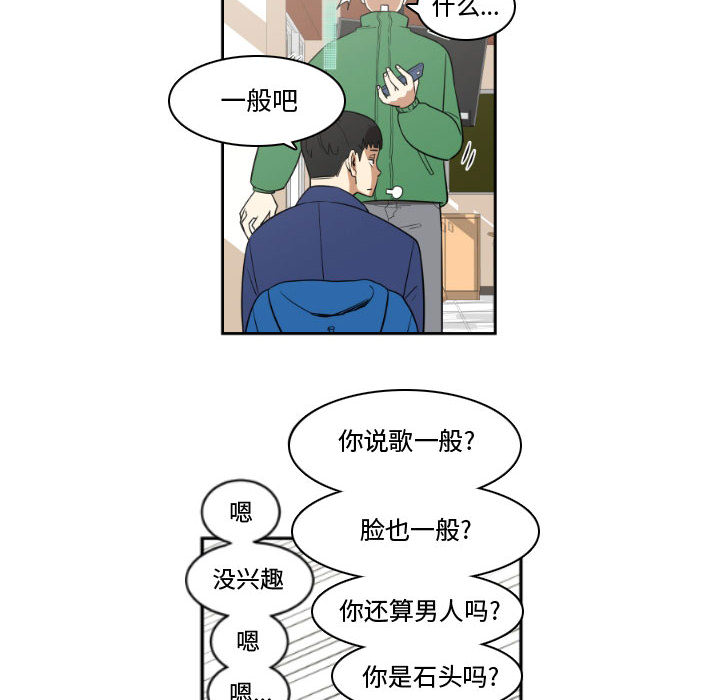 什么...
一般吧
你说歌一般?
嗯
脸也一般?
没兴趣
你还算男人吗?
嗯
你是石头吗?
嗯...